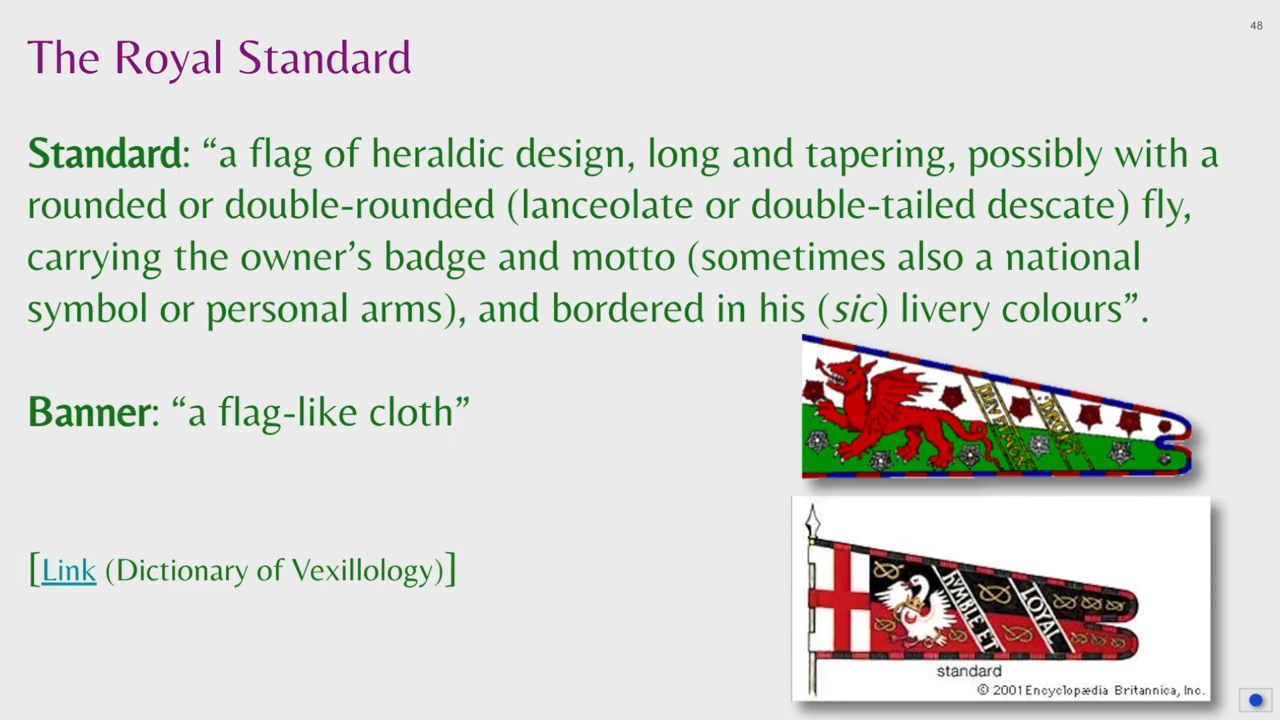 48
The Royal Standard
Standard: “a flag of heraldic design, long and tapering, possibly with a
rounded or double-rounded (lanceolate or double-tailed descate) fly,
carrying the owner’s badge and motto (sometimes also a national
symbol or personal arms), and bordered in his (sic) livery colours”.
Banner: “a flag-like cloth”
DROIT
[Link (Dictionary of Vexillology)]
HVMBLE ET
LOYAL
standard
© 2001 Encyclopædia Britannica, Inc.